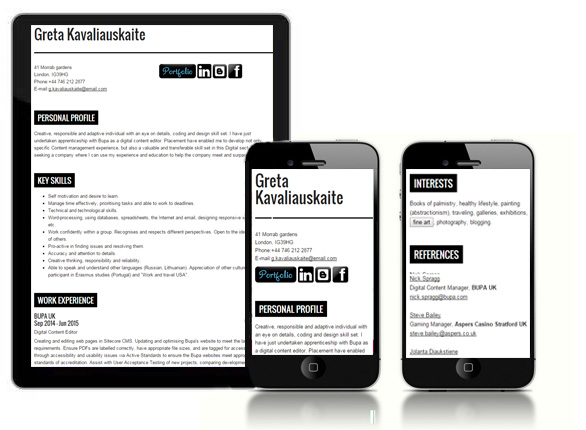 Greta Kavaliauskaite
41 Morrab gardens
London, IG39HG
Phone:+44 746 212 2877
E-mail:g.kavaliauskaite@email.com
Portfolio in f
PERSONAL PROFILE
Creative, responsible and adaptive individual with an eye on details, coding and design skill set. I have just
undertaken apprenticeship with Bupa as a digital content editor. Placement have enabled me to develop not only
specific Content management experience, but also a valuable and transferable skill set in this Digital sector
seeking a company where I can use my experience and education to help the company meet and surpass
KEY SKILLS
Self motivation and desire to learn
Manage time effectively: prioritising tasks and able to work to deadlines.
Technical and technological skills
Word-processing, using databases, spreadsheets, the Internet and email, designing responsive
etc.
Work confidently within a group. Recognises and respects different perspectives. Open to the
of others.
Pro-active in finding issues and resolving them
Accuracy and attention to details
Creative thinking, responsibility and reliability.
Able to speak and understand other languages (Russian, Lithuanian). Appreciation of other
participant in Erasmus studies (Portugal) and "Work and travel USA".
WORK EXPERIENCE
BUPA UK
Sep 2014 - Jun 2015
Digital Content Editor
Creating and editing web pages in Sitecore CMS. Updating and optimising Bupa's website to meet the
requirements. Ensure PDFs are labelled correctly, have appropriate file sizes, and are tagged for
through accessibility and usability issues via Active Standards to ensure the Bupa websites meet
standards of accreditation. Assist with User Acceptance Testing of new projects, comparing
Greta
Kavaliauskaite
41 Morrab gardens
London, IG39HG
Phone:+44 746 212 2877
E-mail:g.kavaliauskaite@email.com
Portfolio in f
PERSONAL PROFILE
Creative, responsible and adaptive individual with
an eye on details, coding and design skill set. I
have just undertaken apprenticeship with Bupa as
a digital content editor. Placement have enabled
INTERESTS
Books of palmistry, healthy lifestyle, painting
(abstractionism), traveling, galleries, exhibitions,
fine art, photography, blogging.
REFERENCES
Nick Spragg
Digital Content Manager, BUPA UK
nick.spragg@bupa.com
Steve Bailey,
Gaming Manager, Aspers Casino Stratford UK
steve.bailey@aspers.co.uk
Jolanta Diaukstiene